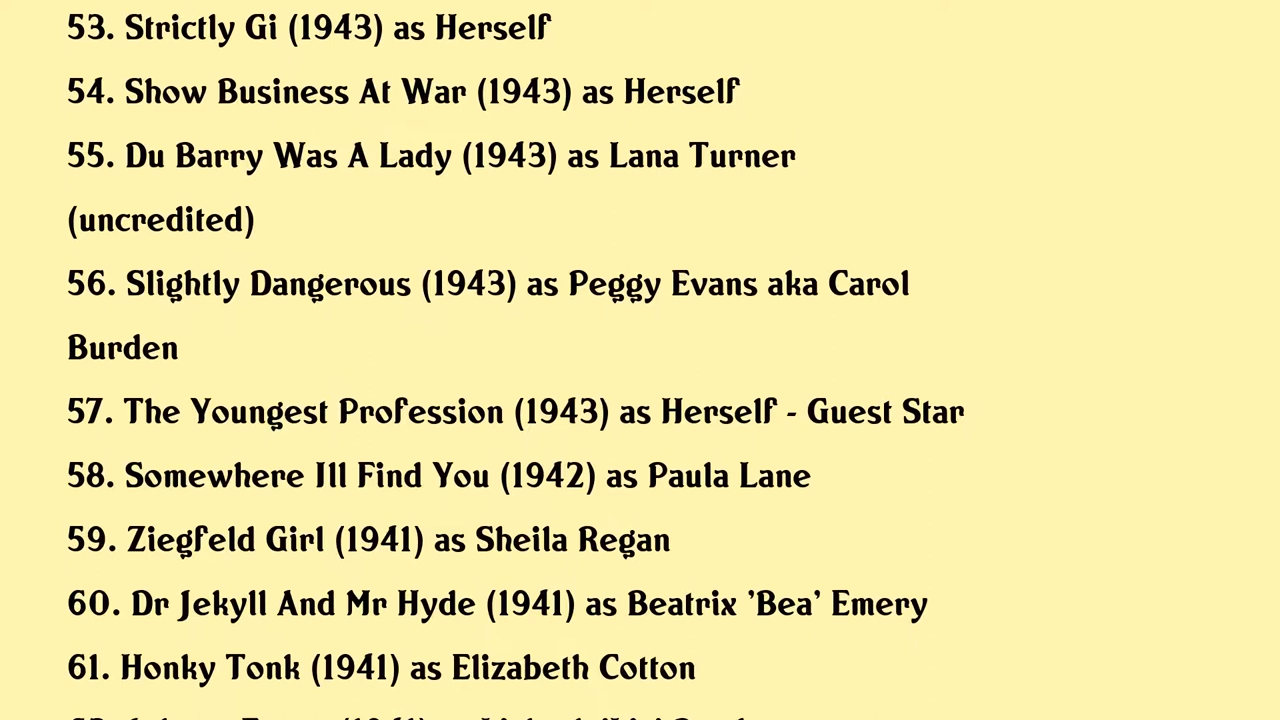 53. Strictly Gi (1943) as Herself
54. Show Business At War (1943) as Herself
55. Du Barry Was A Lady (1943) as Lana Turner
(uncredited)
56. Slightly Dangerous (1943) as Peggy Evans aka Carol
Burden
57. The Youngest Profession (1943) as Herself - Guest Star
58. Somewhere Ill Find You (1942) as Paula Lane
59. Ziegfeld Girl (1941) as Sheila Regan
60. Dr Jekyll And Mr Hyde (1941) as Beatrix 'Bea' Emery
61. Honky Tonk (1941) as Elizabeth Cotton